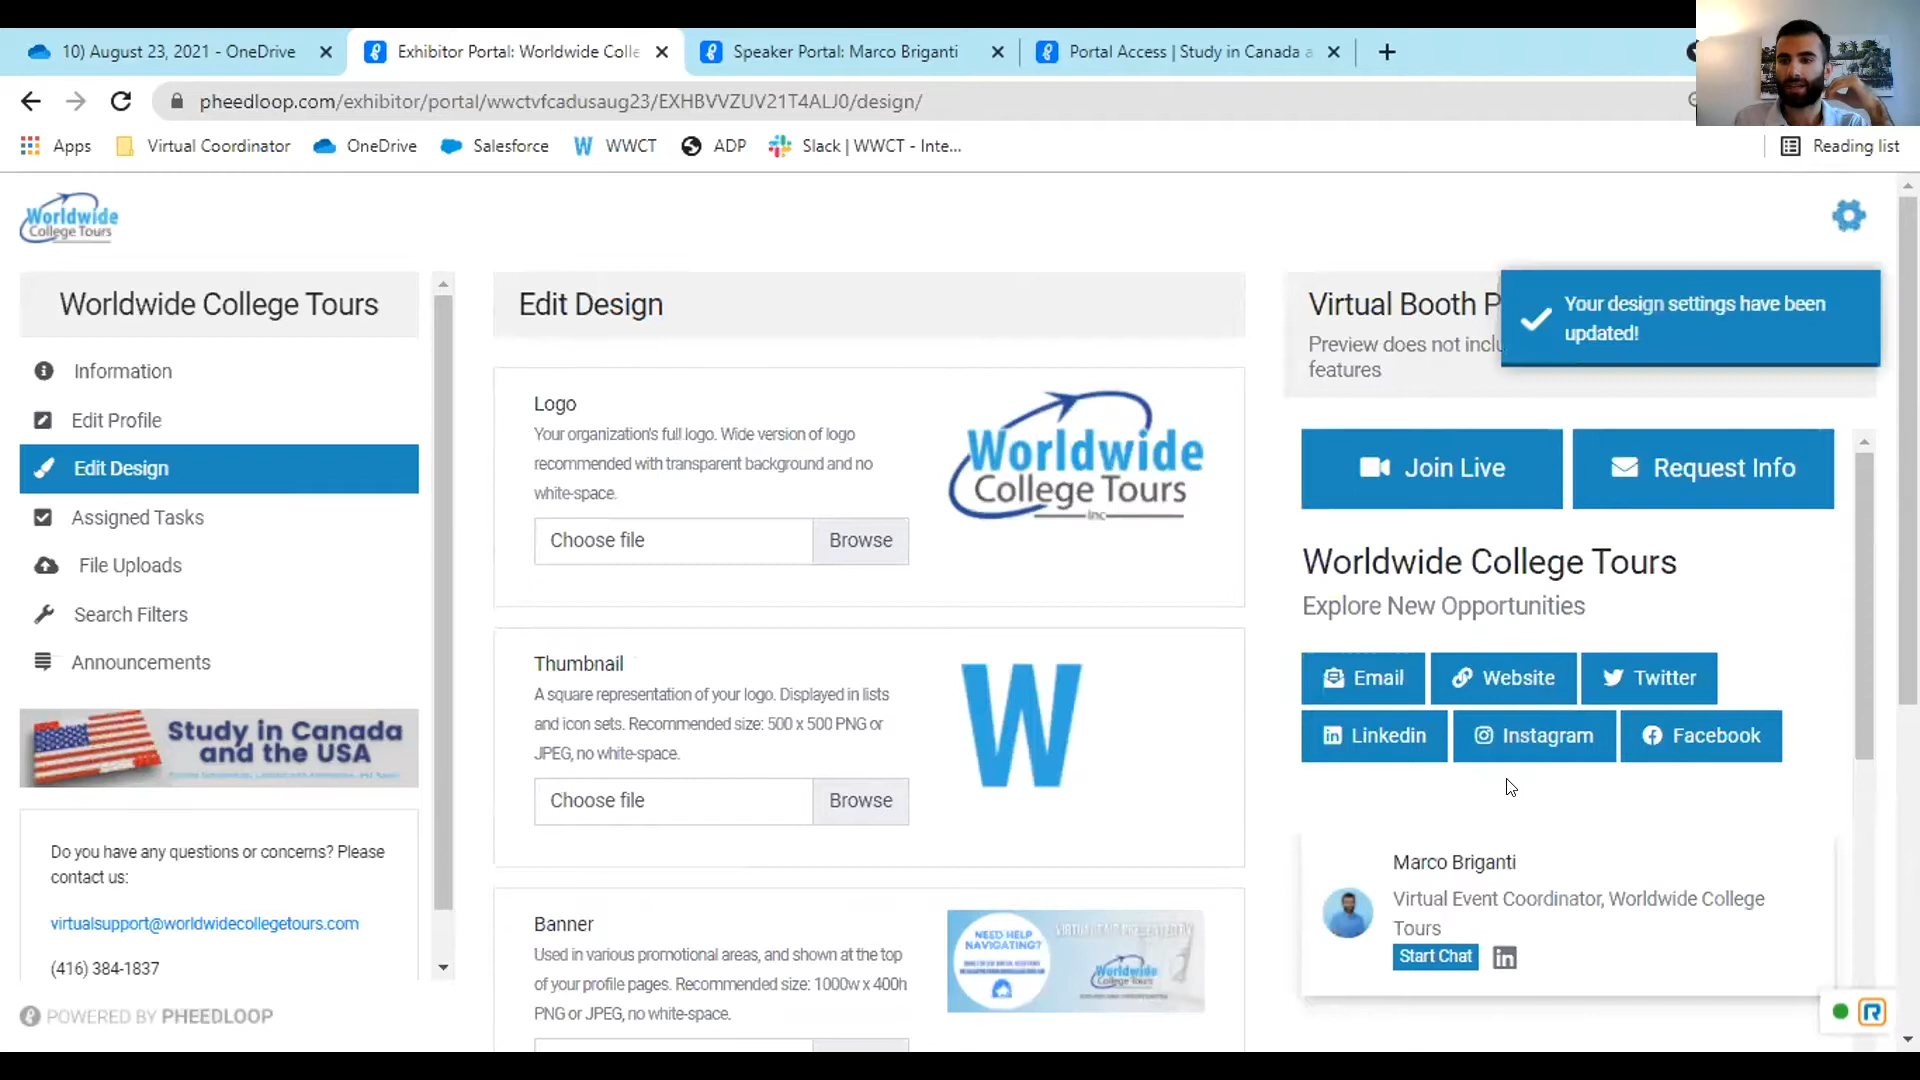 10) August 23, 2021 - OneDrive
Exhibitor Portal: Worldwide Colle
Speaker Portal: Marco Briganti
Portal Access | Study in Canada a
pheedloop.com/exhibitor/portal/wwctvfcadusaug23/EXHBVVZUV21T4ALJ0/design/
Apps
Virtual Coordinator
OneDrive
Salesforce
W WWCT
ADP
Slack | WWCT - Inte...
Reading list
Worldwide
College Tours
Worldwide College Tours
Information
Edit Profile
Edit Design
Assigned Tasks
File Uploads
Search Filters
Announcements
Study in Canada
and the USA
Do you have any questions or concerns? Please
contact us:
virtualsupport@worldwidecollegetours.com
(416) 384-1837
POWERED BY PHEEDLOOP
Edit Design
Logo
Your organization's full logo. Wide version of logo
recommended with transparent background and no
white-space.
Choose file
Browse
Worldwide
College Tours
Inc
Thumbnail
A square representation of your logo. Displayed in lists
and icon sets. Recommended size: 500 x 500 PNG or
JPEG, no white-space.
Choose file
Browse
W
Banner
Used in various promotional areas, and shown at the top
of your profile pages. Recommended size: 1000w x 400h
PNG or JPEG, no white-space.
NEED HELP
NAVIGATING?
VIRTUAL FAIR PRESENTED BY
Worldwide
College Tours
Virtual Booth P
Preview does not inclu
features
Your design settings have been
updated!
Join Live
Request Info
Worldwide College Tours
Explore New Opportunities
Email
Website
Twitter
Linkedin
Instagram
Facebook
Marco Briganti
Virtual Event Coordinator, Worldwide College
Tours
Start Chat
in
R